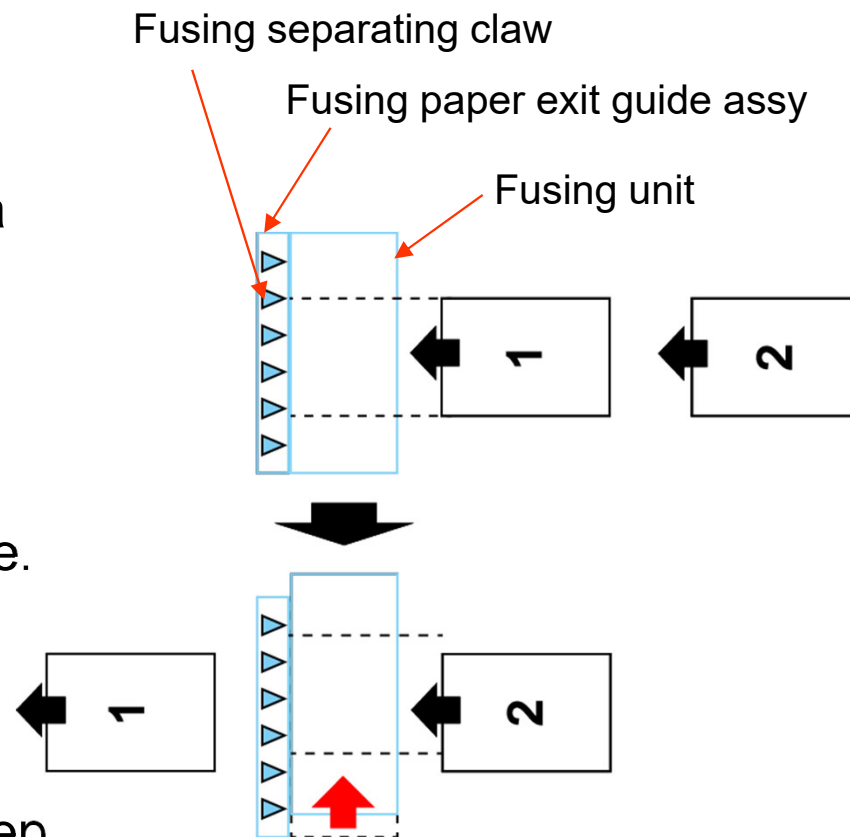 Fusing separating claw
Fusing paper exit guide assy
Fusing unit
1
2
e.
1
2